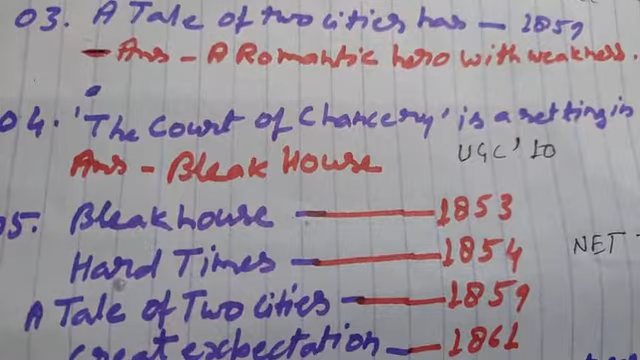 03. A Tale of two cities has — 1859
- Ans - A Romantic hero with weakness.
04. 'The Court of Chancery' is a setting in
Ans - Bleak House UGC' 10
05. Bleak house — 1853
Hard Times — 1854 NET -
A Tale of Two cities — 1859
Great expectation — 1861